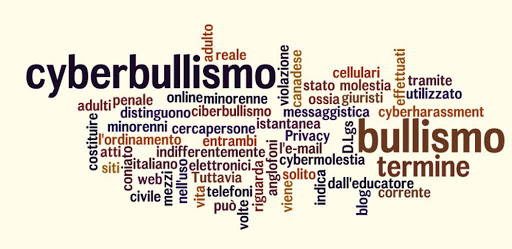 adulto
reale
cyberbullismo
violazione
canadese
cellulari
effettuati
tramite
stato
molestia
utilizzato
ossia
giuristi
adulti
penale
online
minorenne
distinguono
ciberbullismo
messaggistica
cyberharassment
costituire
minorenni
cercapersone
istantanea
Privacy
D.Lgs
bullismo
l'ordinamento
entrambi
l'e-mail
atti
indifferentemente
cybermolestia
termine
siti
coniato
italiano
elettronici
anglofoni
web
mezzi
nell'uso
Tuttavia
riguarda
solito
indica
dall'educatore
civile
vita
telefoni
viene
blog
corrente
può
volte